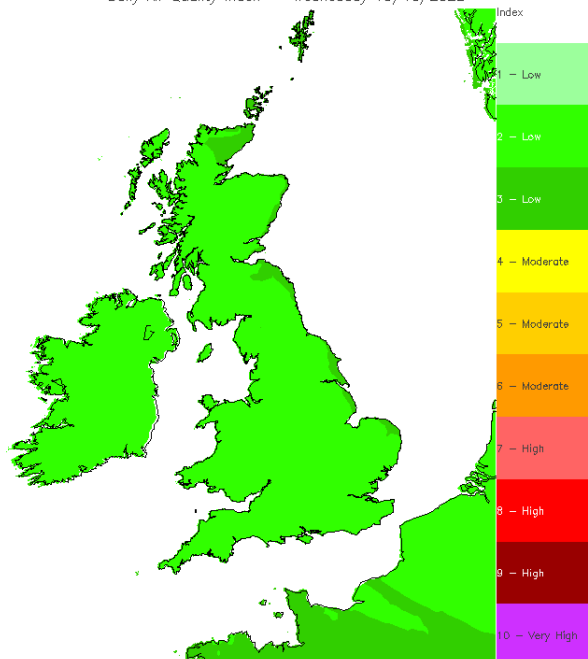 Index
1 - Low
2 - Low
3 - Low
4 - Moderate
5 - Moderate
6 - Moderate
7 - High
8 - High
9 - High
10 - Very High